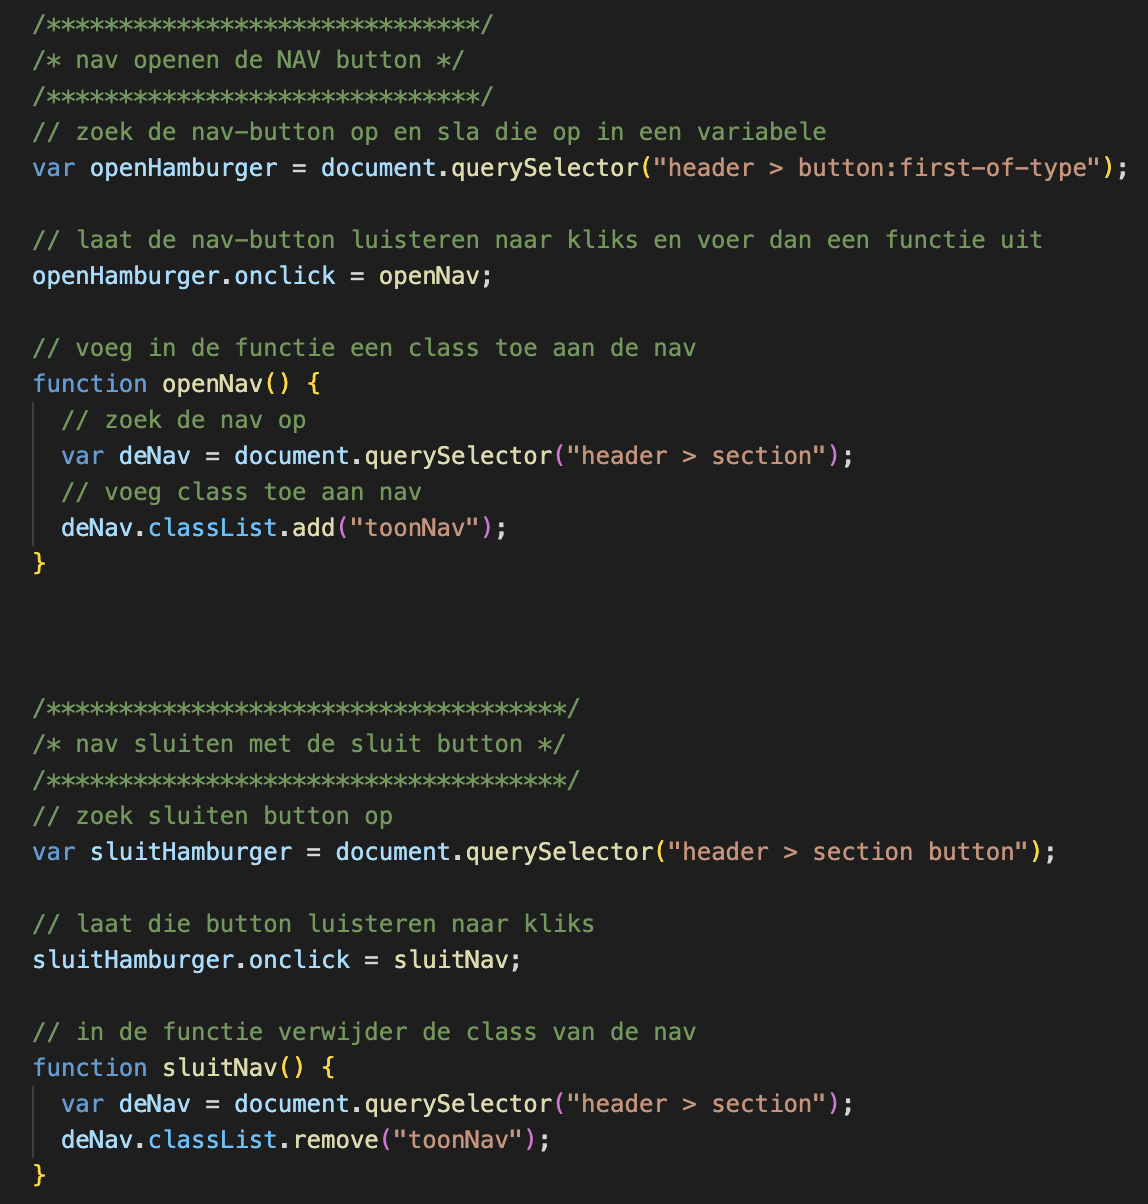 /******************************/
/* nav openen de NAV button */
/******************************/
// zoek de nav-button op en sla die op in een variabele
var openHamburger = document.querySelector("header > button:first-of-type");
// laat de nav-button luisteren naar kliks en voer dan een functie uit
openHamburger.onclick = openNav;
// voeg in de functie een class toe aan de nav
function openNav() {
  // zoek de nav op
  var deNav = document.querySelector("header > section");
  // voeg class toe aan nav
  deNav.classList.add("toonNav");
}
/************************************/
/* nav sluiten met de sluit button */
/************************************/
// zoek sluiten button op
var sluitHamburger = document.querySelector("header > section button");
// laat die button luisteren naar kliks
sluitHamburger.onclick = sluitNav;
// in de functie verwijder de class van de nav
function sluitNav() {
  var deNav = document.querySelector("header > section");
  deNav.classList.remove("toonNav");
}